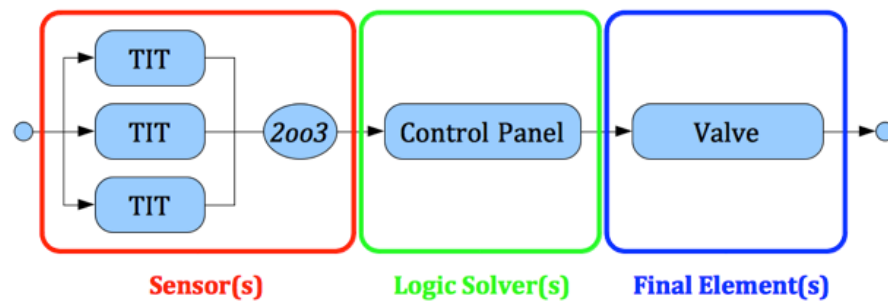 TIT
TIT
2oo3
Control Panel
Valve
TIT
Sensor(s)
Logic Solver(s)
Final Element(s)